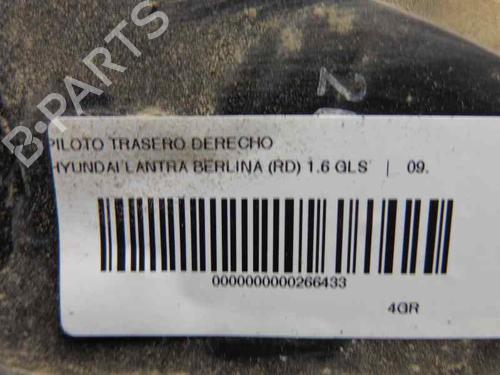 B-PARTS
PILOTO TRASERO DERECHO
HYUNDAI LANTRA BERLINA (RD) 1.6 GLS | 09.
0000000000266433
4GR